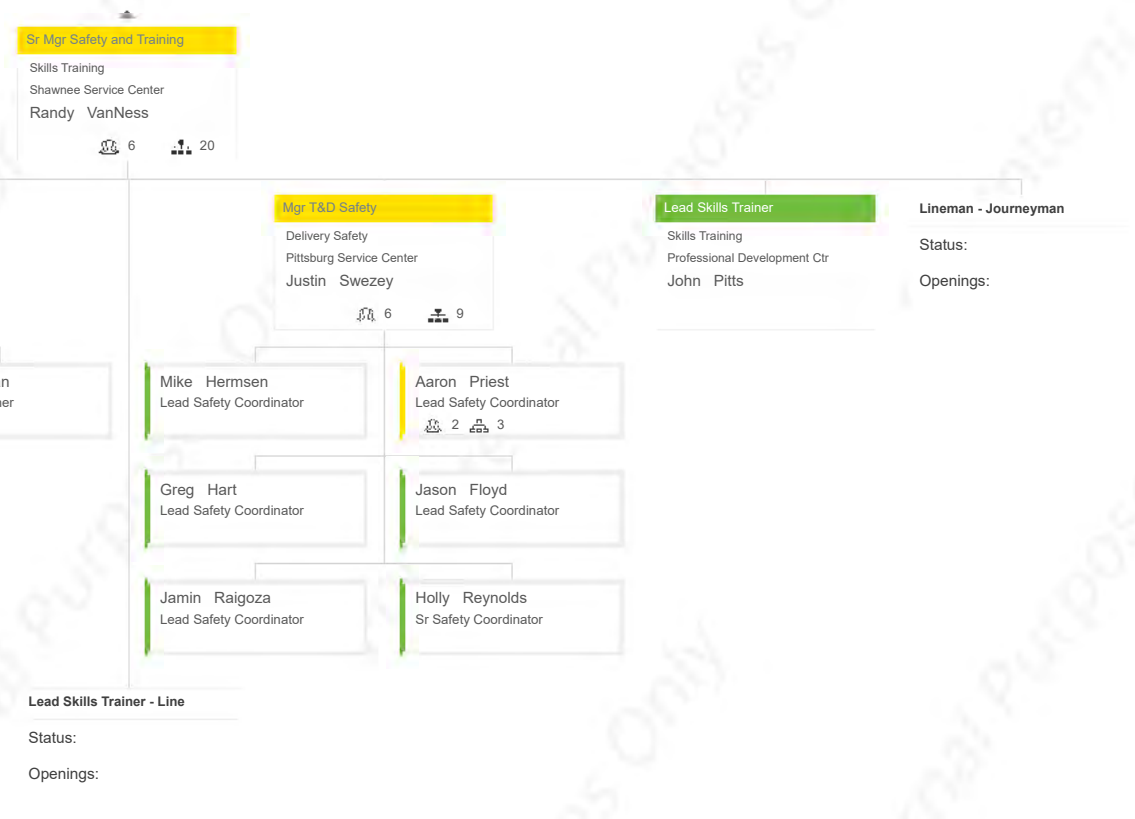 Sr Mgr Safety and Training
Skills Training
Shawnee Service Center
Randy VanNess
6 20
Mgr T&D Safety
Delivery Safety
Pittsburg Service Center
Justin Swezey
6 9
Lead Skills Trainer
Skills Training
Professional Development Ctr
John Pitts
Lineman - Journeyman
Status:
Openings:
Mike Hermsen
Lead Safety Coordinator
Aaron Priest
Lead Safety Coordinator
2 3
Greg Hart
Lead Safety Coordinator
Jason Floyd
Lead Safety Coordinator
Jamin Raigoza
Lead Safety Coordinator
Holly Reynolds
Sr Safety Coordinator
Lead Skills Trainer - Line
Status:
Openings: